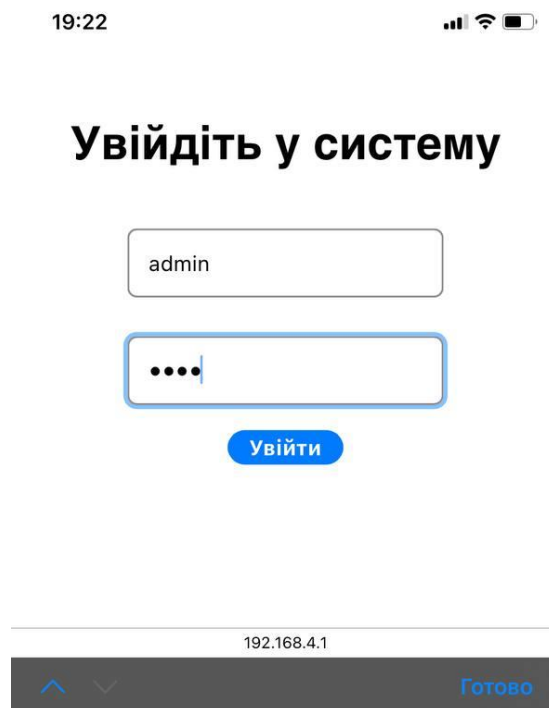 19:22
Увійдіть у систему
admin
••••
Увійти
192.168.4.1
Готово